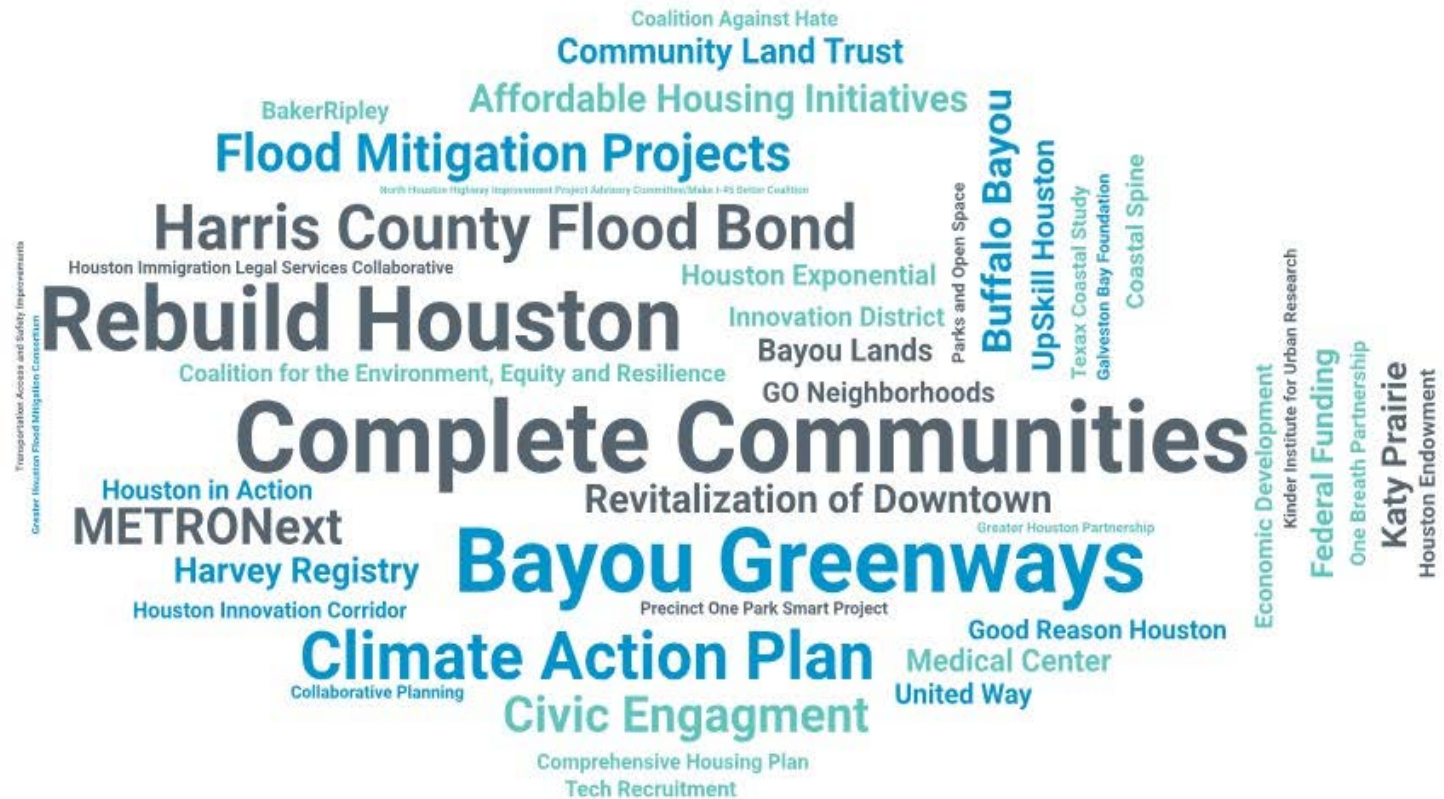 Coalition Against Hate
Community Land Trust
Affordable Housing Initiatives
BakerRipley
Flood Mitigation Projects
North Houston Highway Improvement Project Advisory Committee/Make I-45 Better Coalition
Harris County Flood Bond
Houston Immigration Legal Services Collaborative
Houston Exponential
Rebuild Houston
Innovation District
Bayou Lands
Coalition for the Environment, Equity and Resilience
GO Neighborhoods
Complete Communities
Houston in Action
Revitalization of Downtown
METRONext
Greater Houston Partnership
Bayou Greenways
Harvey Registry
Houston Innovation Corridor
Precinct One Park Smart Project
Good Reason Houston
Climate Action Plan
Medical Center
Collaborative Planning
United Way
Civic Engagment
Comprehensive Housing Plan
Tech Recruitment
Transportation Access and Safety Improvements
Greater Houston Flood Mitigation Consortium
Parks and Open Space
Buffalo Bayou
UpSkill Houston
Texax Coastal Study
Galveston Bay Foundation
Coastal Spine
Economic Development
Kinder Institute for Urban Research
Federal Funding
One Breath Partnership
Katy Prairie
Houston Endowment